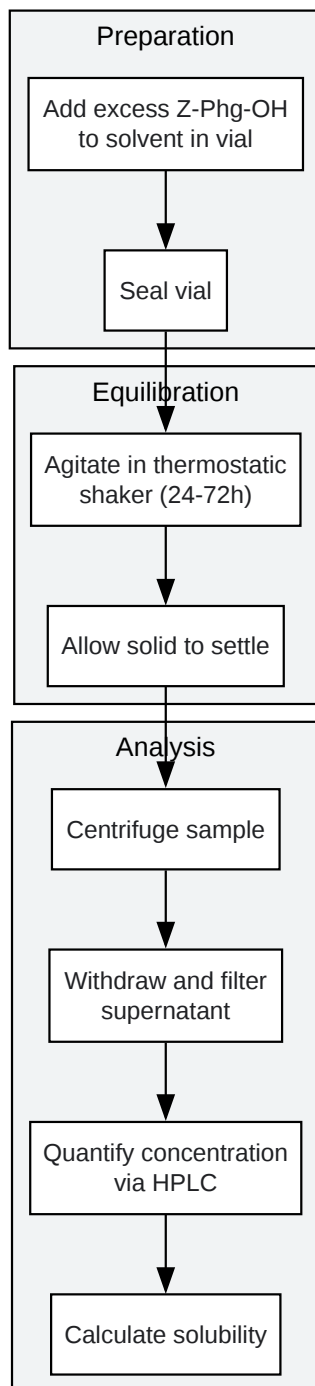 Preparation
Add excess Z-Phg-OH
to solvent in vial
Seal vial
Equilibration
Agitate in thermostatic
shaker (24-72h)
Allow solid to settle
Analysis
Centrifuge sample
Withdraw and filter
supernatant
Quantify concentration
via HPLC
Calculate solubility